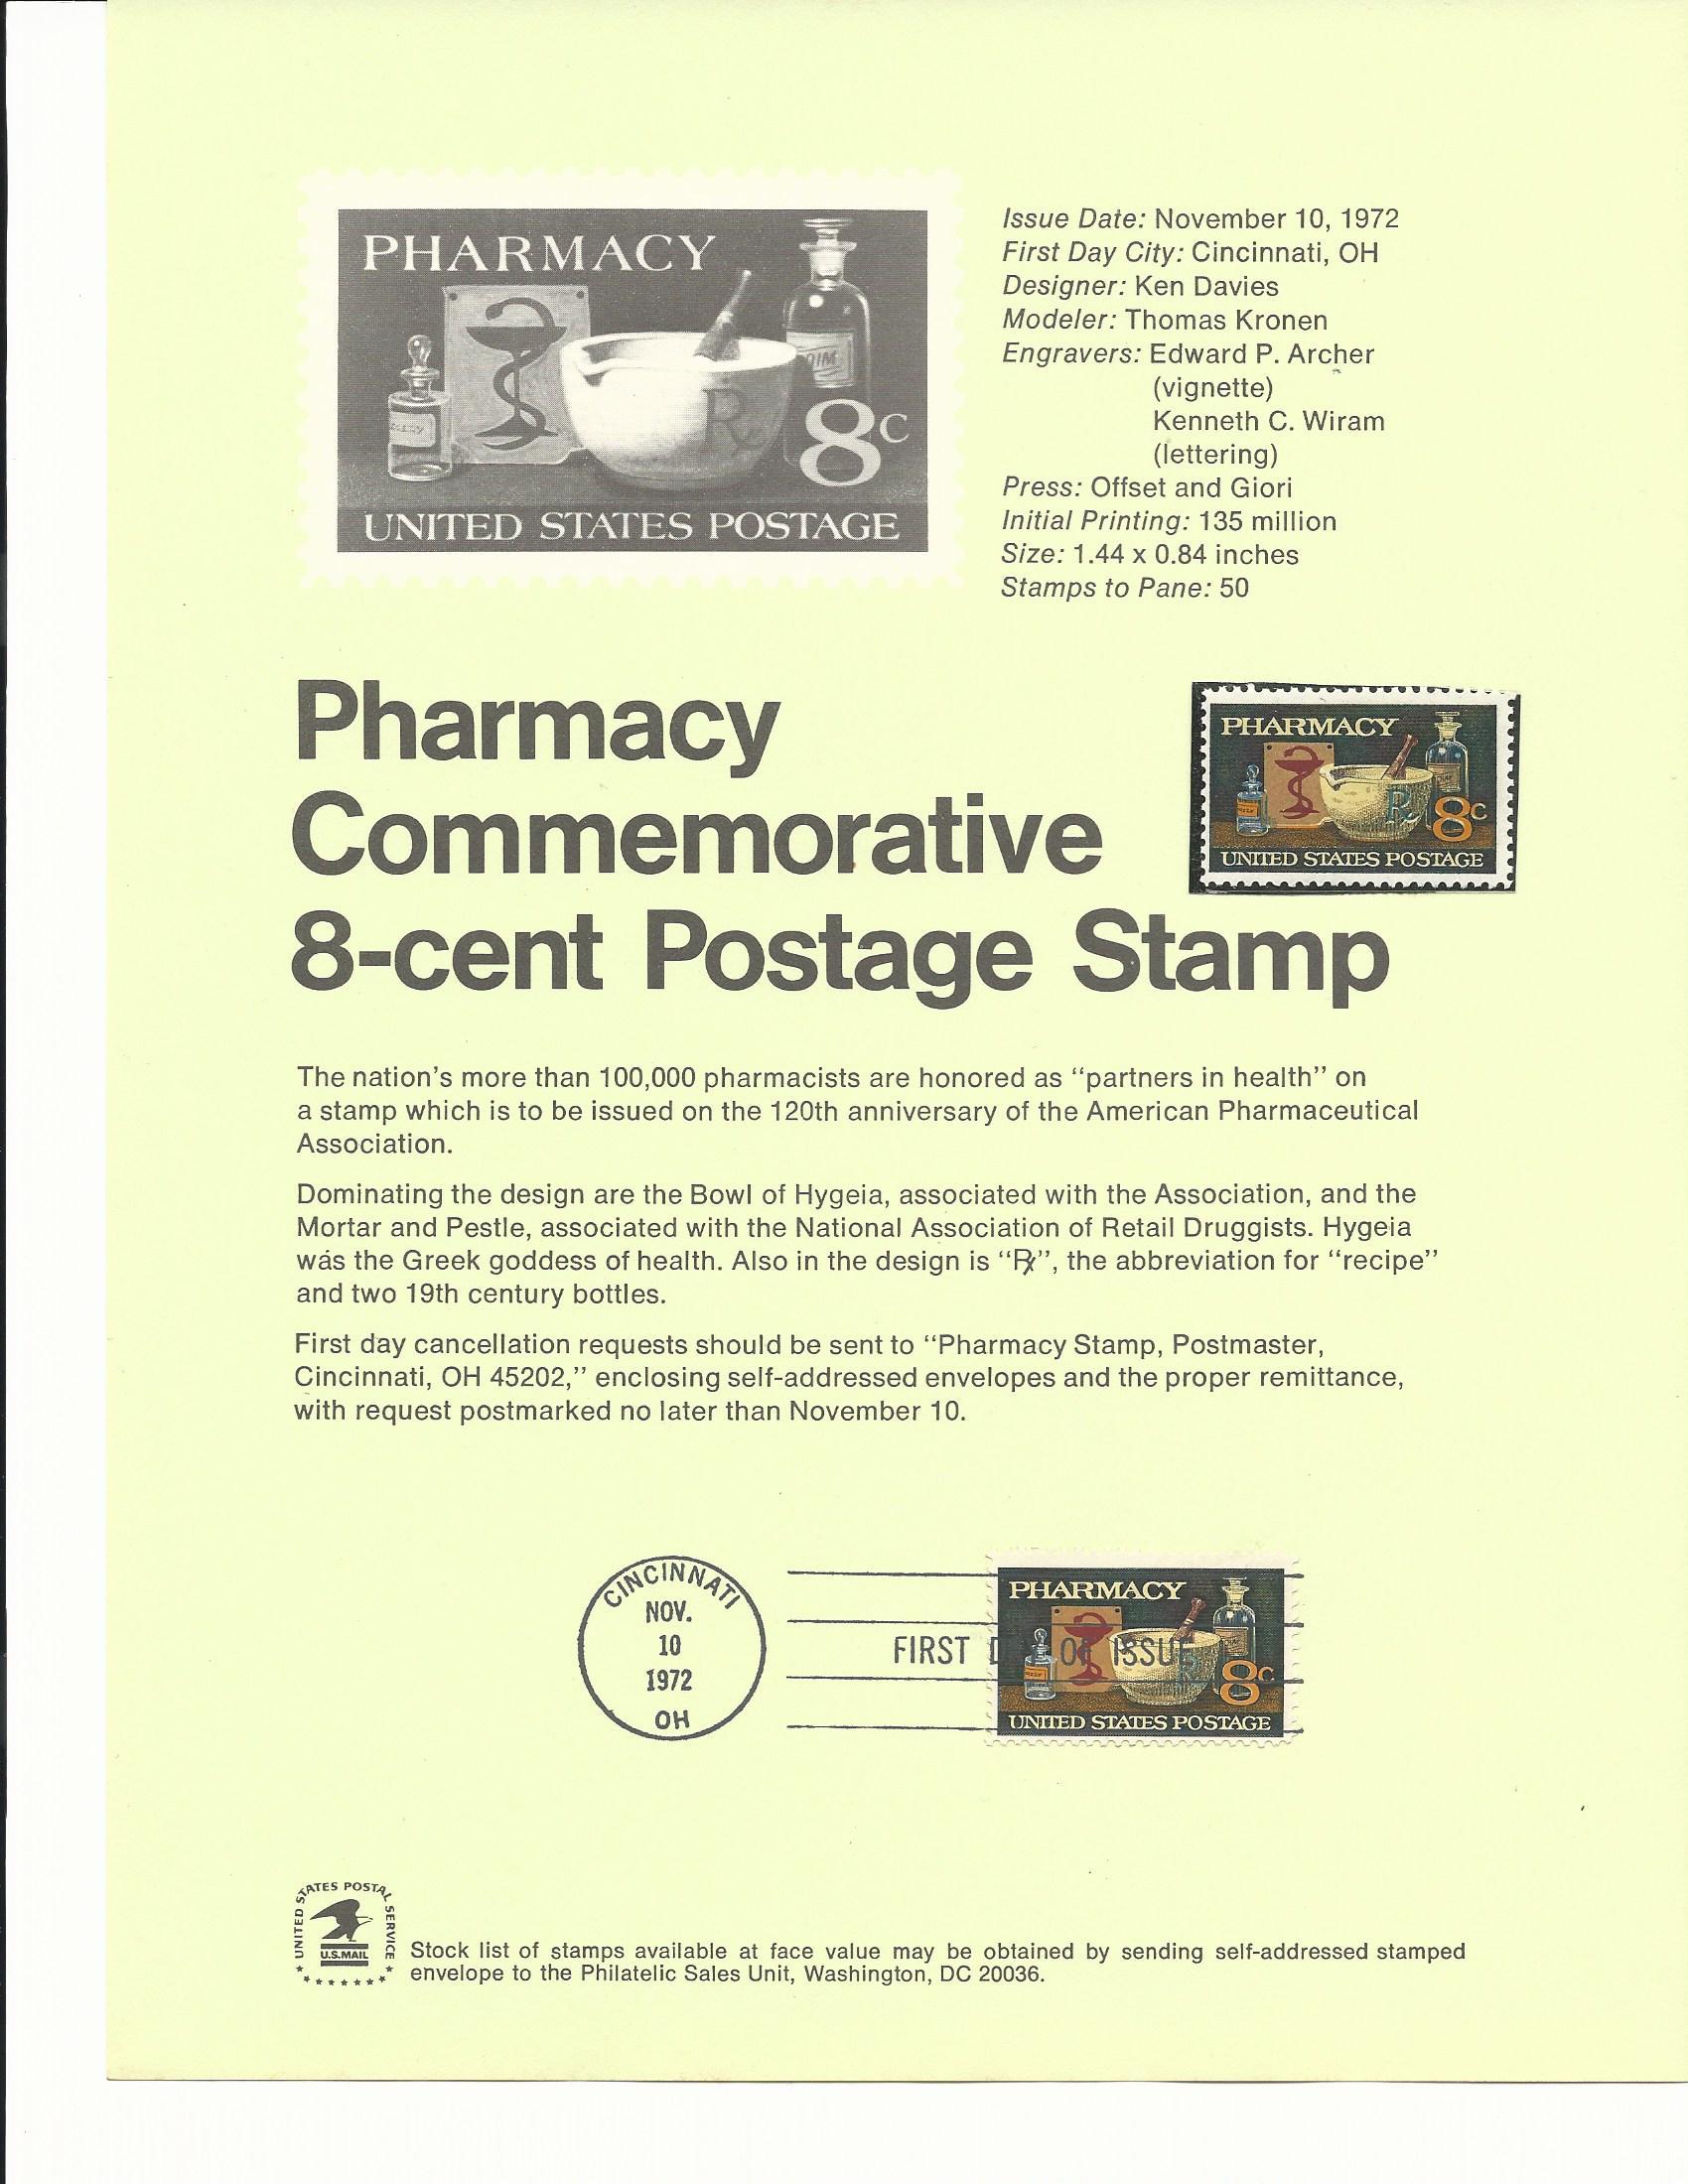 PHARMACY
8c
UNITED STATES POSTAGE
Issue Date: November 10, 1972
First Day City: Cincinnati, OH
Designer: Ken Davies
Modeler: Thomas Kronen
Engravers: Edward P. Archer
(vignette)
Kenneth C. Wiram
(lettering)
Press: Offset and Giori
Initial Printing: 135 million
Size: 1.44 x 0.84 inches
Stamps to Pane: 50
Pharmacy
Commemorative
8-cent Postage Stamp
PHARMACY
℞
8c
UNITED STATES POSTAGE
The nation's more than 100,000 pharmacists are honored as "partners in health" on
a stamp which is to be issued on the 120th anniversary of the American Pharmaceutical
Association.
Dominating the design are the Bowl of Hygeia, associated with the Association, and the
Mortar and Pestle, associated with the National Association of Retail Druggists. Hygeia
was the Greek goddess of health. Also in the design is "℞", the abbreviation for "recipe"
and two 19th century bottles.
First day cancellation requests should be sent to "Pharmacy Stamp, Postmaster,
Cincinnati, OH 45202," enclosing self-addressed envelopes and the proper remittance,
with request postmarked no later than November 10.
CINCINNATI
NOV.
10
1972
OH
FIRST DAY OF ISSUE
PHARMACY
8c
UNITED STATES POSTAGE
UNITED STATES POSTAL SERVICE
U.S.MAIL
Stock list of stamps available at face value may be obtained by sending self-addressed stamped
envelope to the Philatelic Sales Unit, Washington, DC 20036.